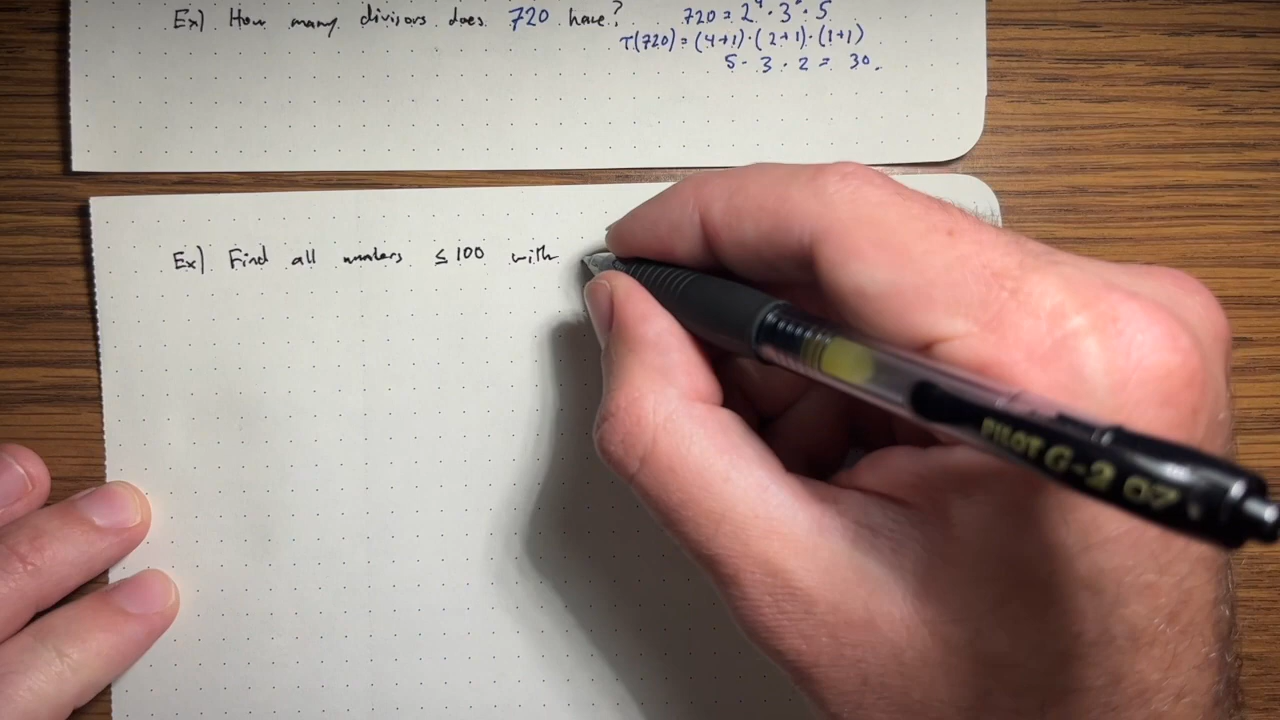 Ex) How many divisors does 720 have? 720 = 2⁴ · 3² · 5
τ(720) = (4+1) · (2+1) · (1+1)
5 · 3 · 2 = 30.
Ex) Find all numbers ≤ 100 with
PILOT G-2 07